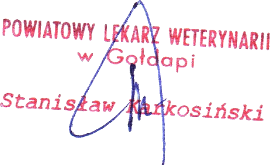 POWIATOWY LEKARZ WETERYNARII
w Gołdapi
Stanisław Karkosiński